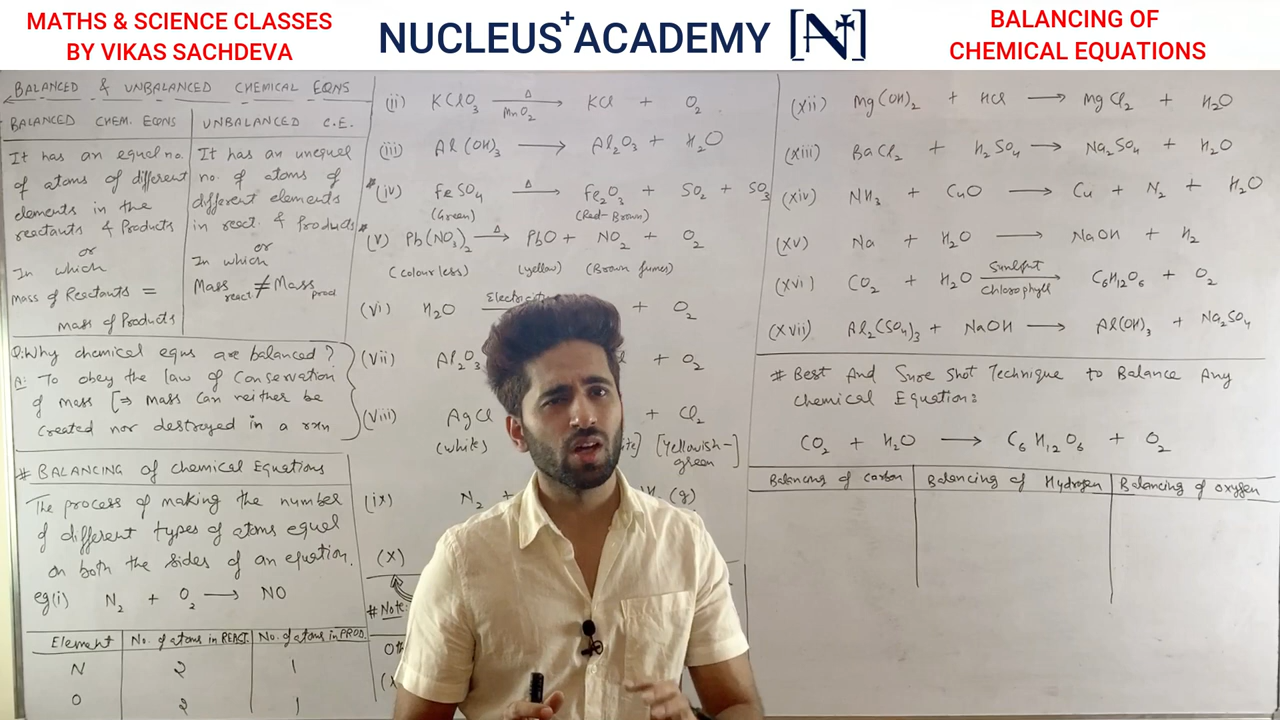 MATHS & SCIENCE CLASSES
BY VIKAS SACHDEVA
NUCLEUS+ ACADEMY [N]
BALANCING OF
CHEMICAL EQUATIONS
BALANCED & UNBALANCED CHEMICAL EQNS
BALANCED CHEM. EQNS
It has an equal no.
of atoms of different
elements in the
reactants & Products
or
In which
Mass of Reactants =
Mass of Products
UNBALANCED C.E.
It has an unequal
no. of atoms of
different elements
in react. & Products
or
In which
Mass react. ≠ Mass prod
Q: Why chemical eqns are balanced?
A: To obey the law of Conservation
of mass [⇒ Mass Can neither be
Created nor destroyed in a rxn
# BALANCING of chemical Equations
The process of making the number
of different types of atoms equal
on both the sides of an equation.
eg(i) N₂ + O₂ → NO
Element | No. of atoms in REACT. | No. of atoms in PROD.
N 2 1
O 2 1
(ii) KClO₃ Δ MnO₂ → KCl + O₂
(iii) Al(OH)₃ → Al₂O₃ + H₂O
*(iv) FeSO₄ Δ → Fe₂O₃ + SO₂ + SO₃
(Green) (Red-Brown)
*(v) Pb(NO₃)₂ Δ → PbO + NO₂ + O₂
(colourless) (yellow) (Brown fumes)
(vi) H₂O + O₂
(vii) Al₂O₃ + O₂
(viii) AgCl + Cl₂
(white) [Yellowish-]
green
(ix) N₂ + (g)
(x)
# Note:
(xii) Mg(OH)₂ + HCl → MgCl₂ + H₂O
(xiii) BaCl₂ + H₂SO₄ → Na₂SO₄ + H₂O
(xiv) NH₃ + CuO → Cu + N₂ + H₂O
(xv) Na + H₂O → NaOH + H₂
(xvi) CO₂ + H₂O Sunlight Chlorophyll → C₆H₁₂O₆ + O₂
(xvii) Al₂(SO₄)₃ + NaOH → Al(OH)₃ + Na₂SO₄
# Best And Sure Shot Technique to Balance Any
Chemical Equation:
CO₂ + H₂O → C₆H₁₂O₆ + O₂
Balancing of carbon | Balancing of Hydrogen | Balancing of oxygen